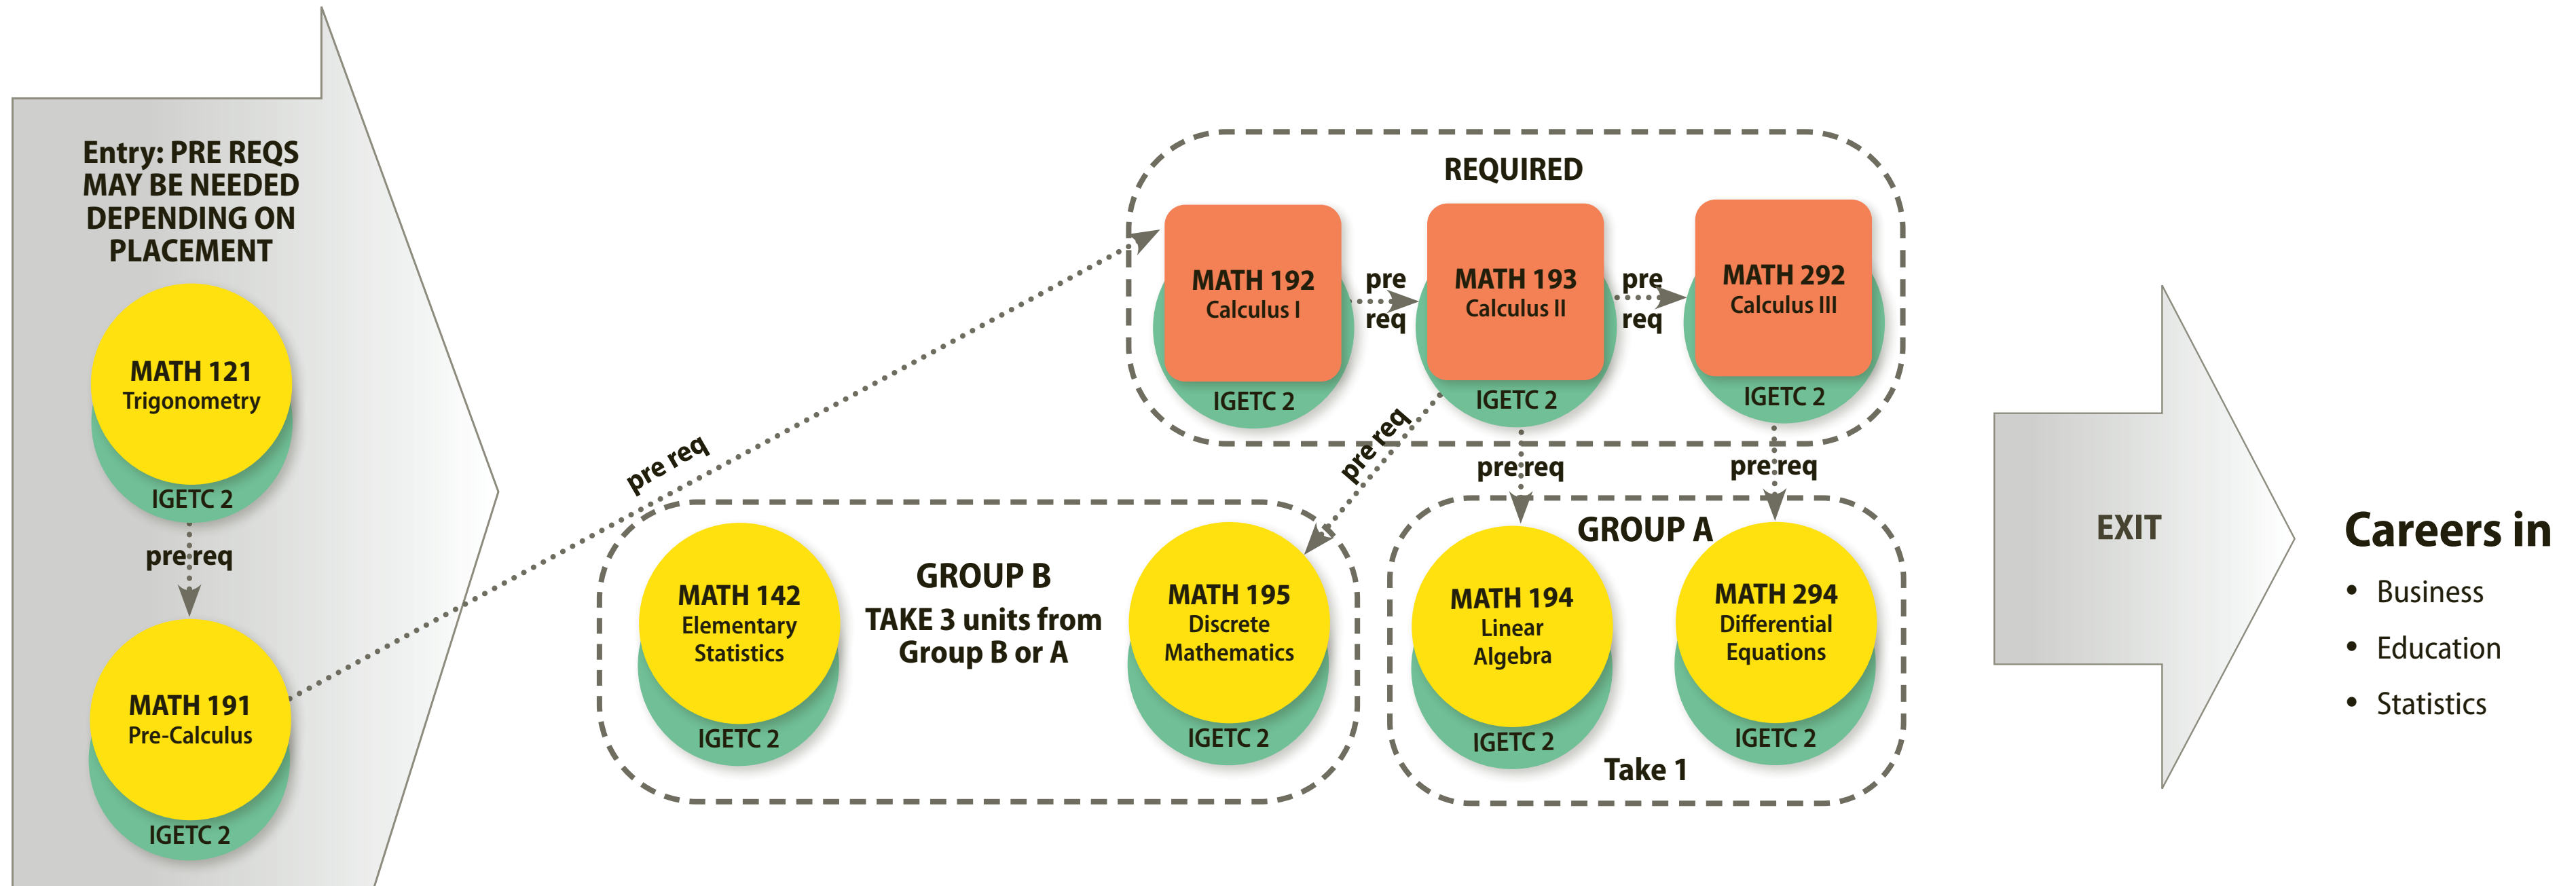 Entry: PRE REQS
MAY BE NEEDED
DEPENDING ON
PLACEMENT
MATH 121
Trigonometry
IGETC 2
pre req
MATH 191
Pre-Calculus
IGETC 2
pre req
REQUIRED
MATH 192
Calculus I
IGETC 2
pre
req
MATH 193
Calculus II
IGETC 2
pre
req
MATH 292
Calculus III
IGETC 2
pre req
pre req
pre req
MATH 142
Elementary
Statistics
IGETC 2
GROUP B
TAKE 3 units from
Group B or A
MATH 195
Discrete
Mathematics
IGETC 2
GROUP A
MATH 194
Linear
Algebra
IGETC 2
MATH 294
Differential
Equations
IGETC 2
Take 1
EXIT
Careers in
• Business
• Education
• Statistics